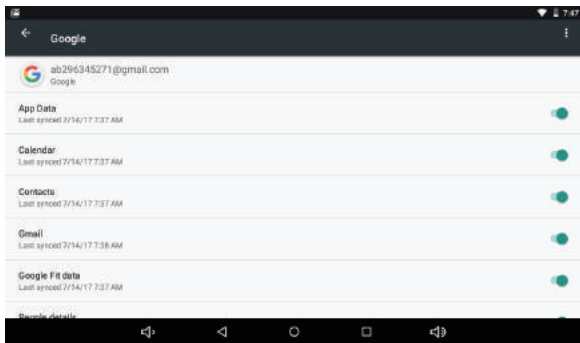 7:47
Google
ab296345271@gmail.com
Google
App Data
Last synced 7/14/17 7:37 AM
Calendar
Last synced 7/14/17 7:37 AM
Contacts
Last synced 7/14/17 7:37 AM
Gmail
Last synced 7/14/17 7:38 AM
Google Fit data
Last synced 7/14/17 7:37 AM
People details